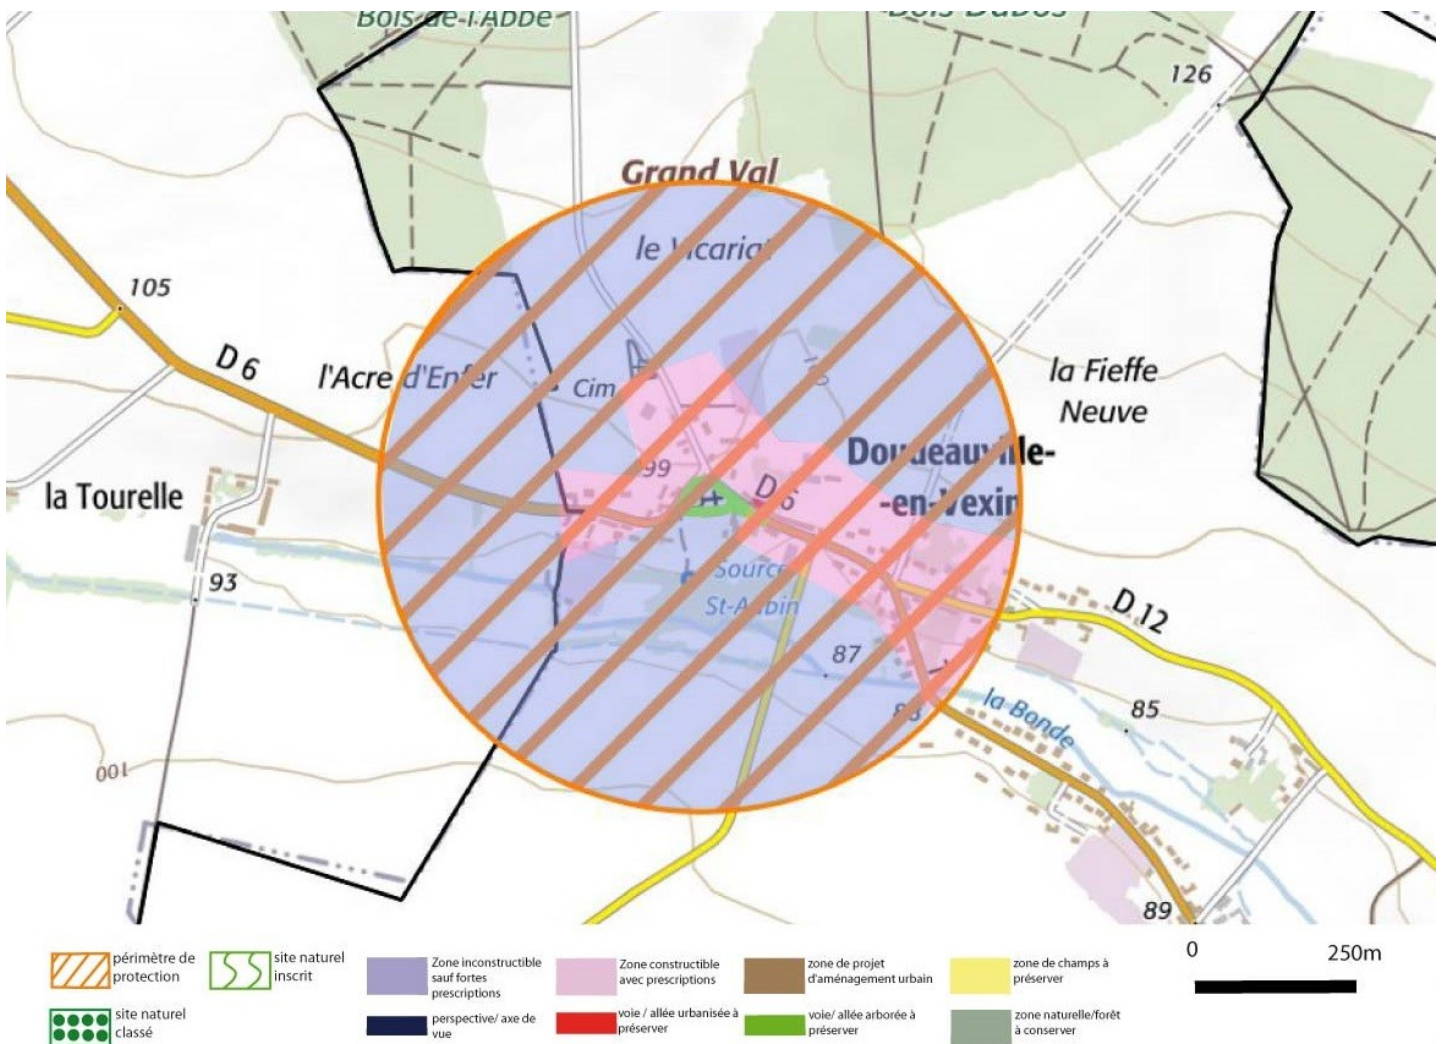 Bois de l'Abbé
Bois DuBos
126
Grand Val
le Vicariat
105
D 6
l'Acre d'Enfer
Cim
la Fieffe
Neuve
Doudeauville-
-en-Vexin
99
D 6
la Tourelle
93
Source
St-Aubin
D 12
87
88
la Bonde
85
100
89
périmètre de
protection
site naturel
inscrit
site naturel
classé
Zone inconstructible
sauf fortes
prescriptions
perspective/ axe de
vue
Zone constructible
avec prescriptions
voie / allée urbanisée à
préserver
zone de projet
d'aménagement urbain
voie/ allée arborée à
préserver
zone de champs à
préserver
zone naturelle/forêt
à conserver
0
250m